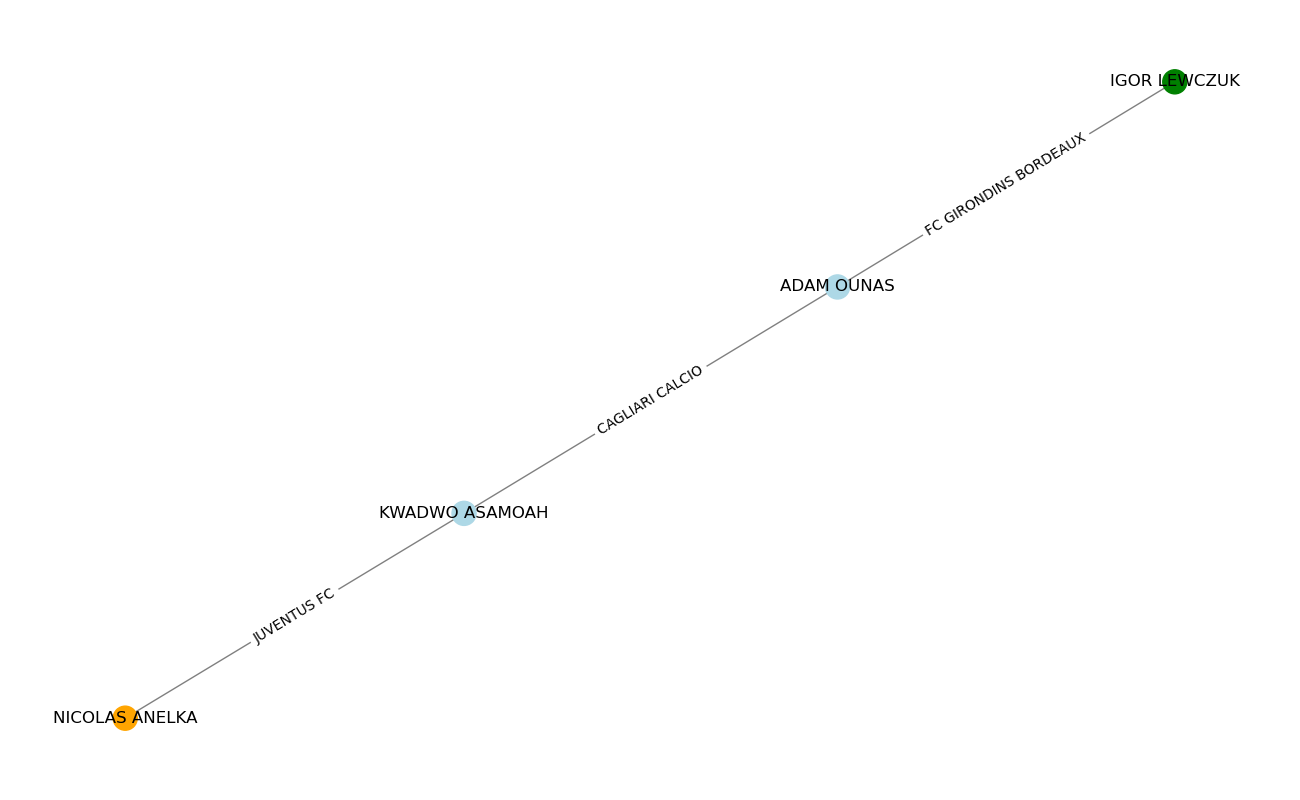 IGOR LEWCZUK
FC GIRONDINS BORDEAUX
ADAM OUNAS
CAGLIARI CALCIO
KWADWO ASAMOAH
JUVENTUS FC
NICOLAS ANELKA